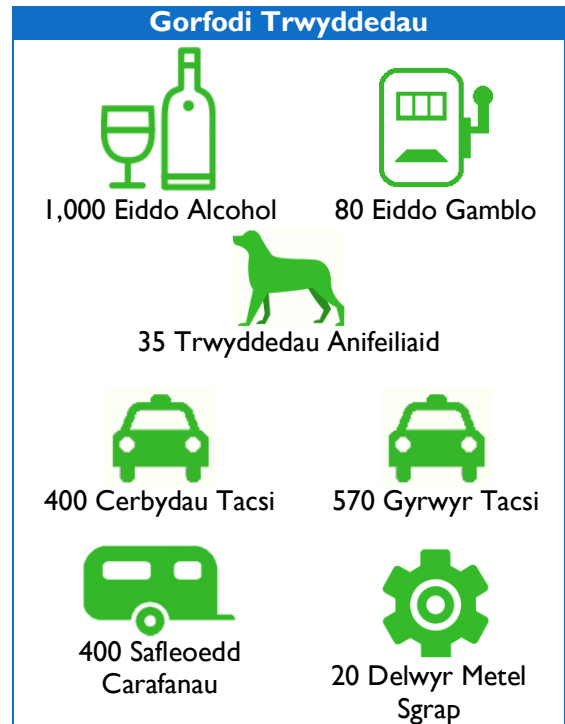 Gorfodi Trwyddedau
1,000 Eiddo Alcohol
80 Eiddo Gamblo
35 Trwyddedau Anifeiliaid
400 Cerbydau Tacsi
570 Gyrwyr Tacsi
400 Safleoedd
Carafanau
20 Delwyr Metel
Sgrap